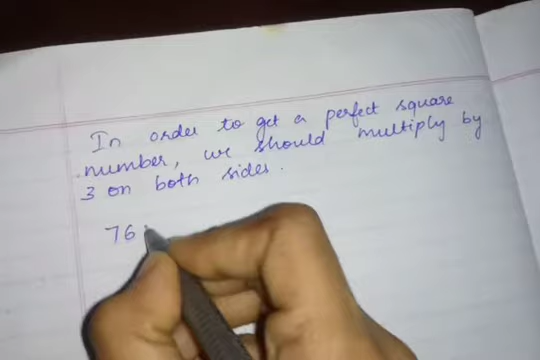 In order to get a perfect square
number, we should multiply by
3 on both sides.
76